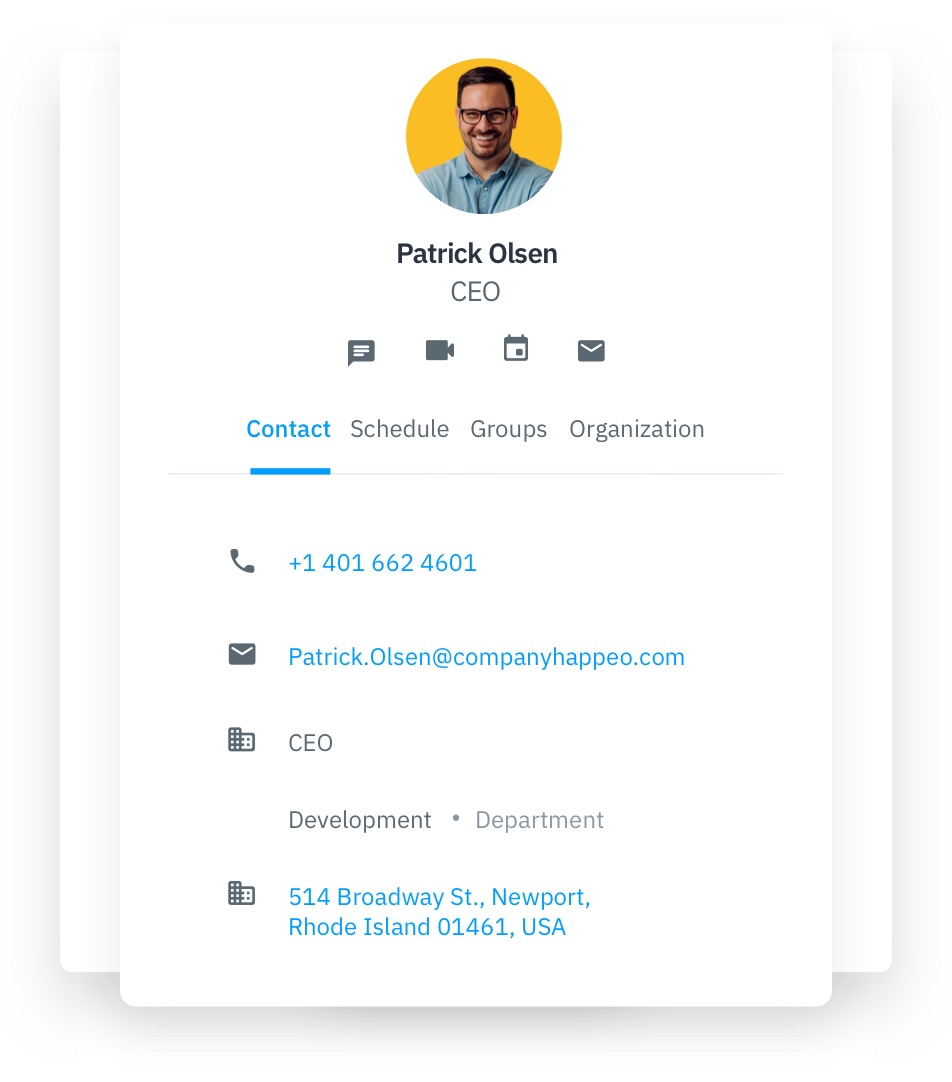 Patrick Olsen
CEO
Contact Schedule Groups Organization
+1 401 662 4601
Patrick.Olsen@companyhappeo.com
CEO
Development • Department
514 Broadway St., Newport,
Rhode Island 01461, USA